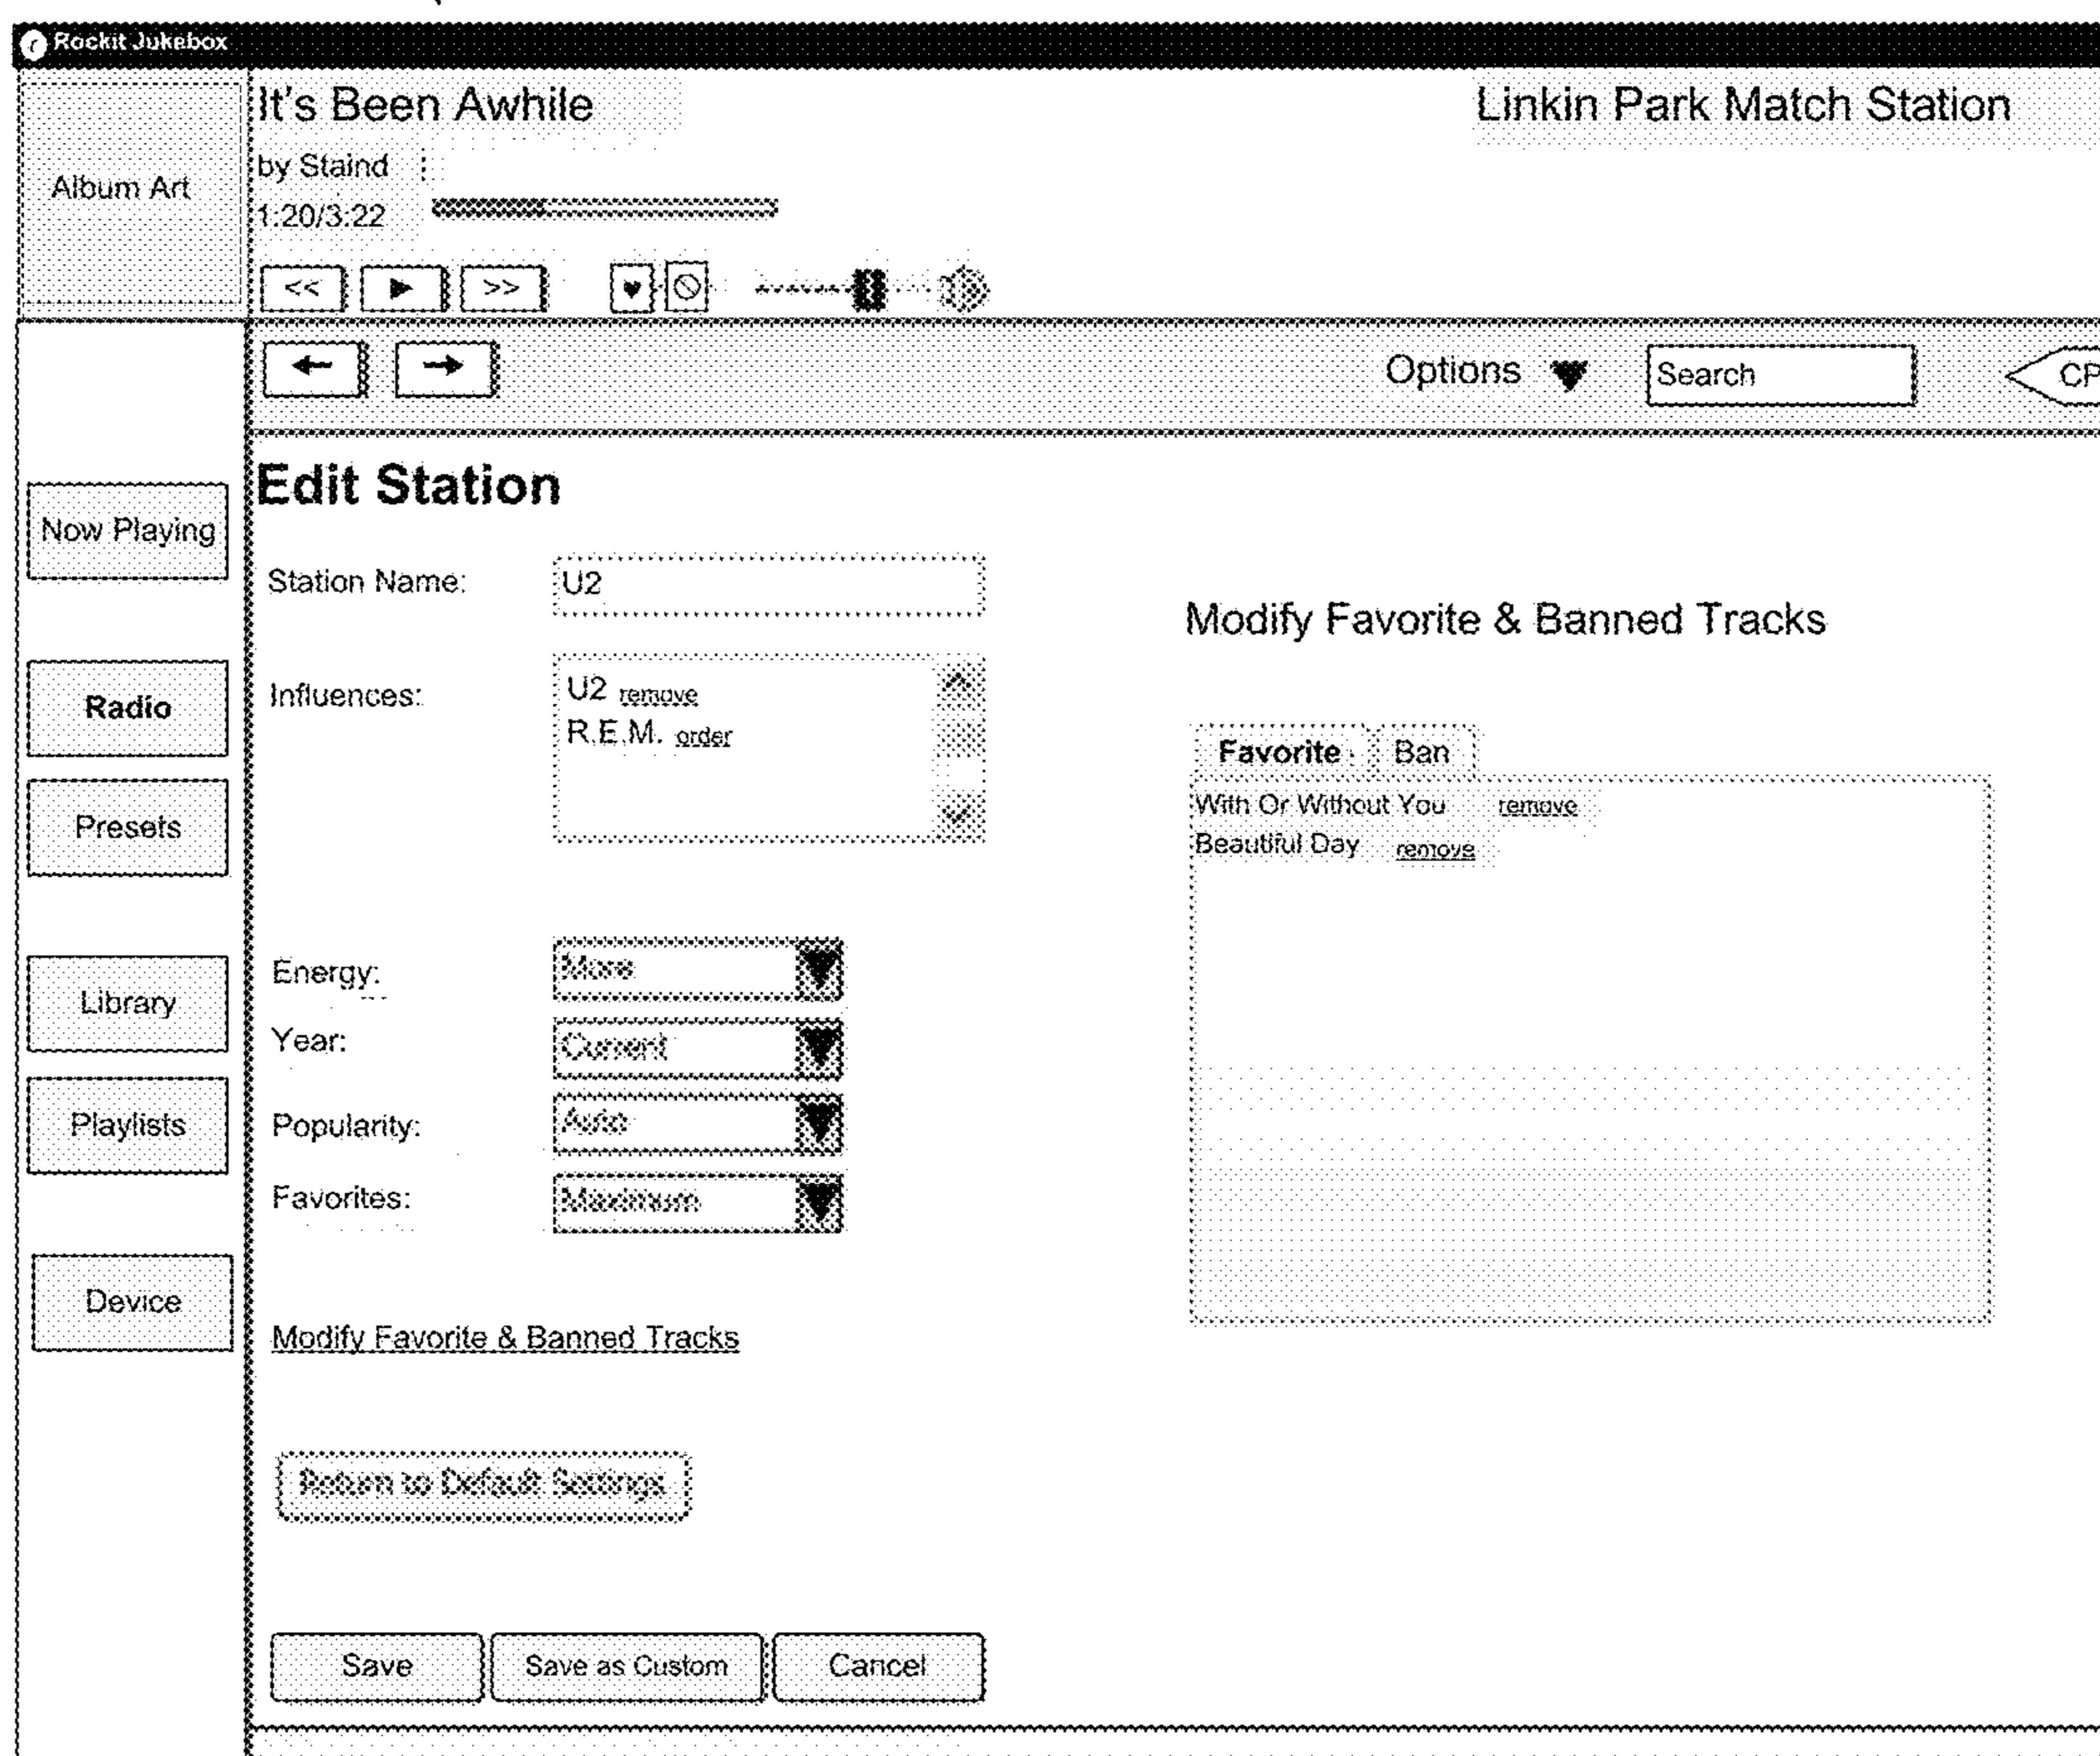 Rockit Jukebox
It's Been Awhile
Linkin Park Match Station
by Staind
Album Art
1:20/3:22
<< >>
Options
Search
CP
Edit Station
Now Playing
Station Name: U2
Modify Favorite & Banned Tracks
Influences:
U2 remove
Radio
R.E.M. order
Favorite Ban
With Or Without You remove
Presets
Beautiful Day remove
Energy: More
Library
Year: Current
Popularity: Auto
Playlists
Favorites: Maximum
Device
Modify Favorite & Banned Tracks
Return to Default Settings
Save Save as Custom Cancel